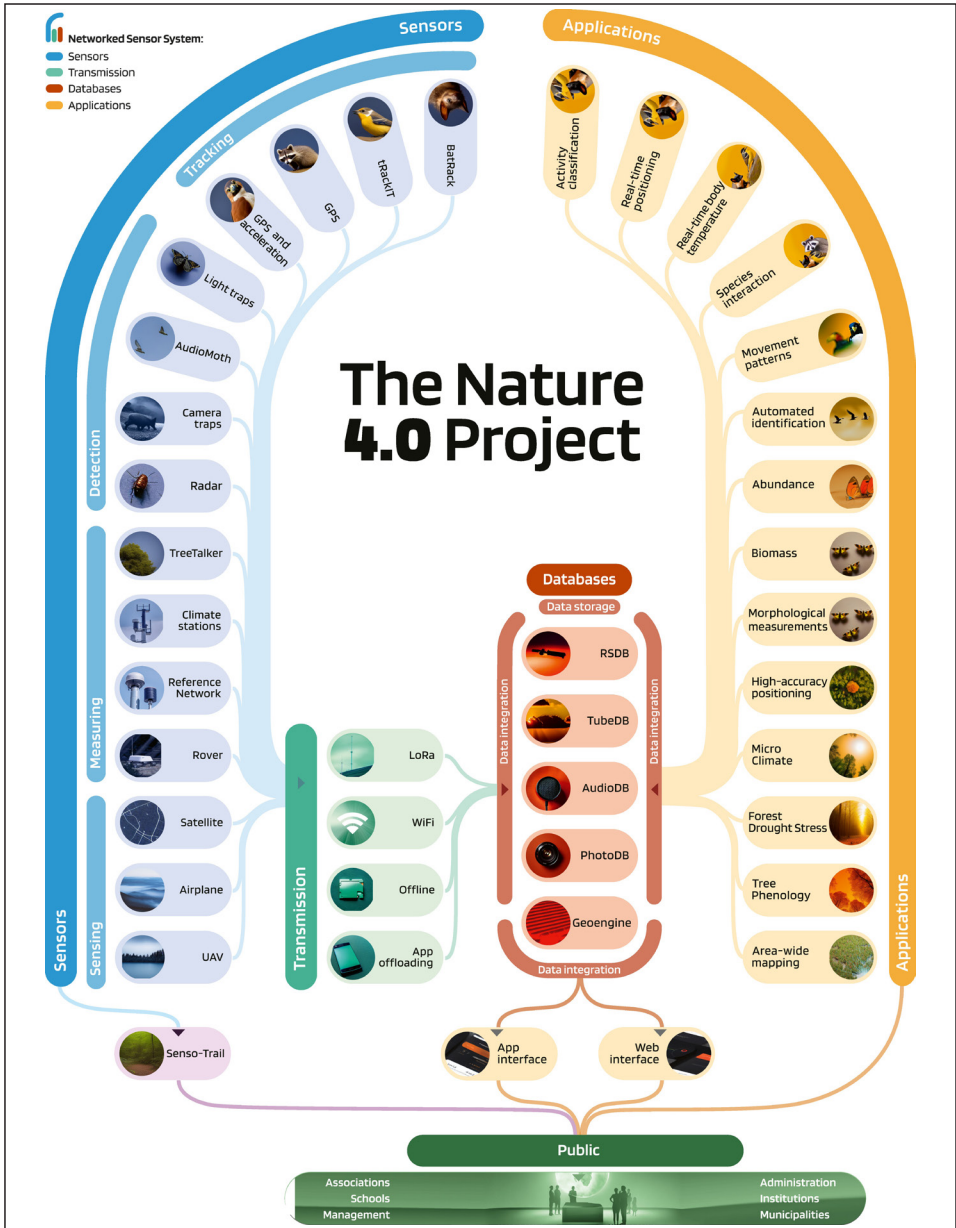 Networked Sensor System:
Sensors
Transmission
Databases
Applications
Sensors
Applications
Tracking
BatRack
tRackIT
GPS
GPS and
acceleration
Light traps
AudioMoth
Camera
traps
Radar
Detection
TreeTalker
Climate
stations
Reference
Network
Rover
Measuring
Satellite
Airplane
UAV
Sensing
Sensors
The Nature
4.0 Project
Activity
classification
Real-time
positioning
Real-time body
temperature
Species
interaction
Movement
patterns
Automated
identification
Abundance
Biomass
Morphological
measurements
High-accuracy
positioning
Micro
Climate
Forest
Drought Stress
Tree
Phenology
Area-wide
mapping
Applications
Transmission
LoRa
WiFi
Offline
App
offloading
Databases
Data storage
Data integration
RSDB
TubeDB
AudioDB
PhotoDB
Geoengine
Data integration
Data integration
Senso-Trail
App
interface
Web
interface
Public
Associations
Schools
Management
Administration
Institutions
Municipalities